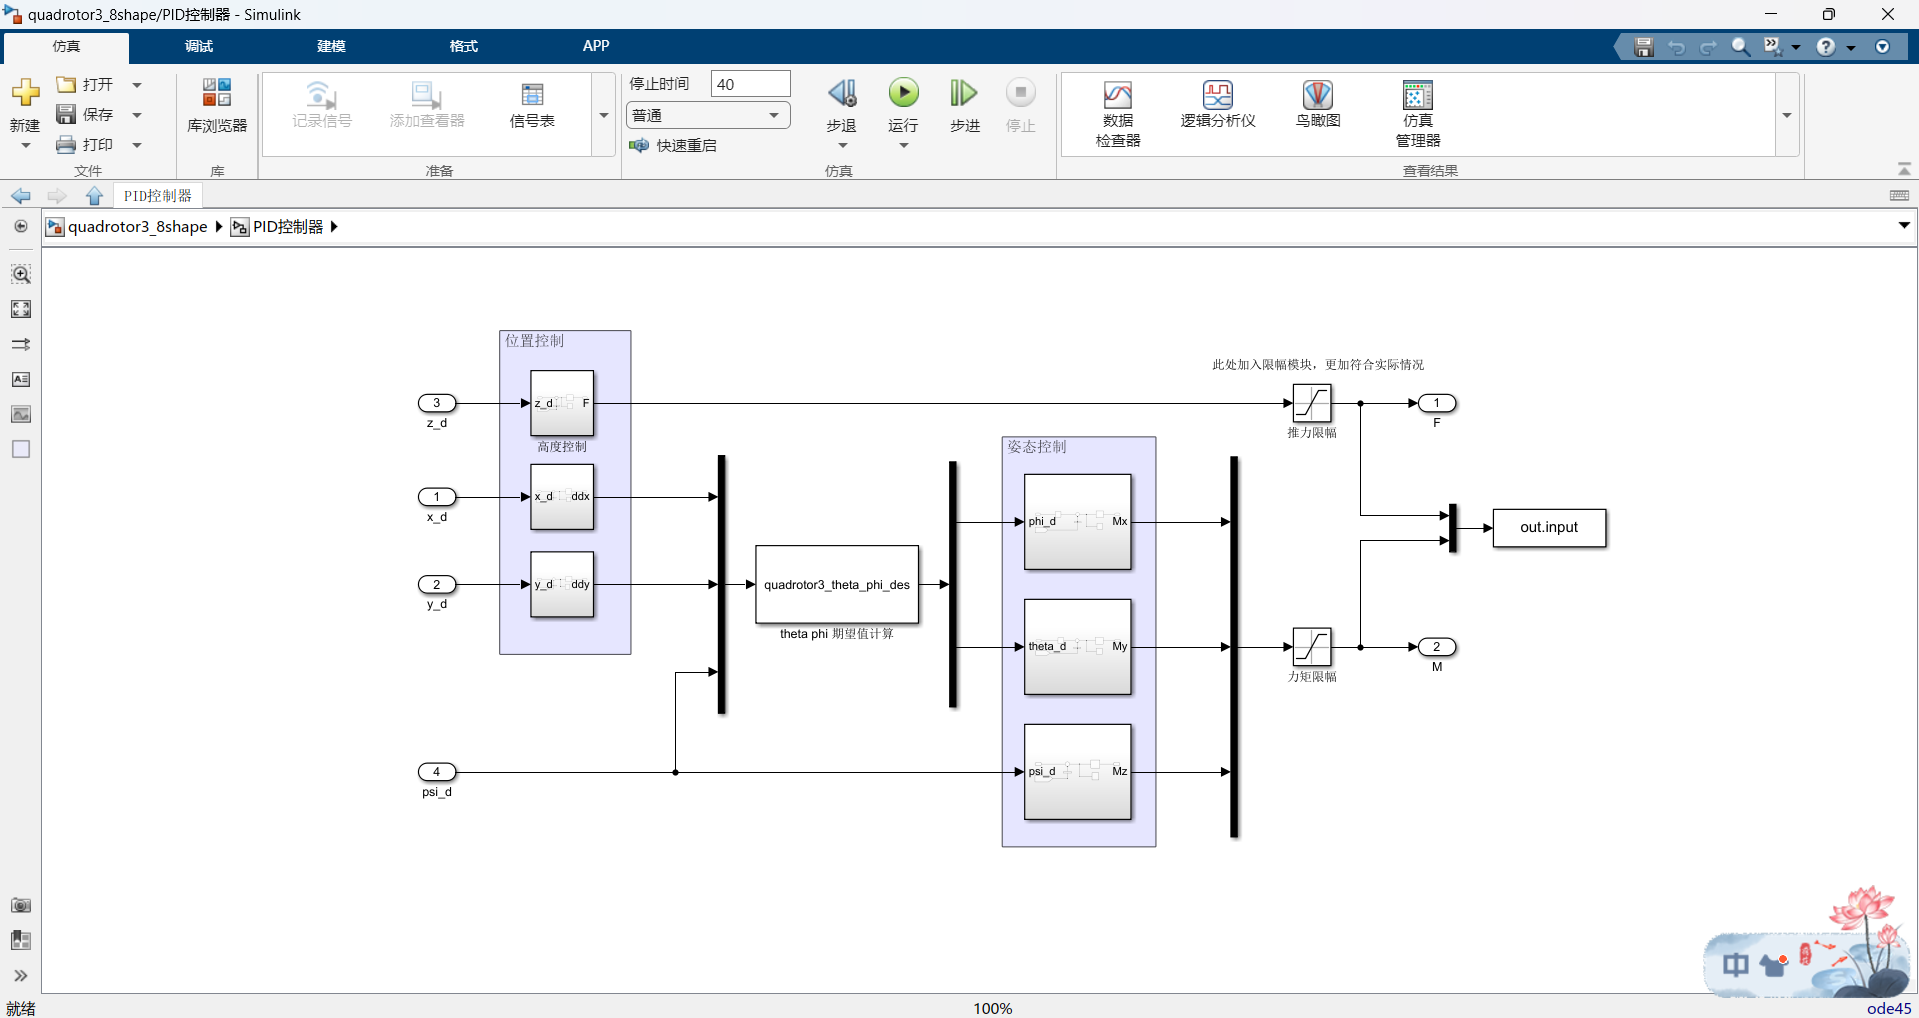 quadrotor3_8shape/PID控制器 - Simulink
仿真
调试
建模
格式
APP
新建
打开
保存
打印
文件
库浏览器
库
记录信号
添加查看器
信号表
准备
停止时间
40
普通
快速重启
步退
运行
步进
停止
仿真
数据
检查器
逻辑分析仪
鸟瞰图
仿真
管理器
查看结果
PID控制器
quadrotor3_8shape
PID控制器
位置控制
3
z_d
z_d
F
高度控制
1
x_d
x_d
ddx
2
y_d
y_d
ddy
4
psi_d
quadrotor3_theta_phi_des
theta phi 期望值计算
姿态控制
phi_d
Mx
theta_d
My
psi_d
Mz
此处加入限幅模块，更加符合实际情况
推力限幅
1
F
out.input
力矩限幅
2
M
中
就绪
100%
ode45